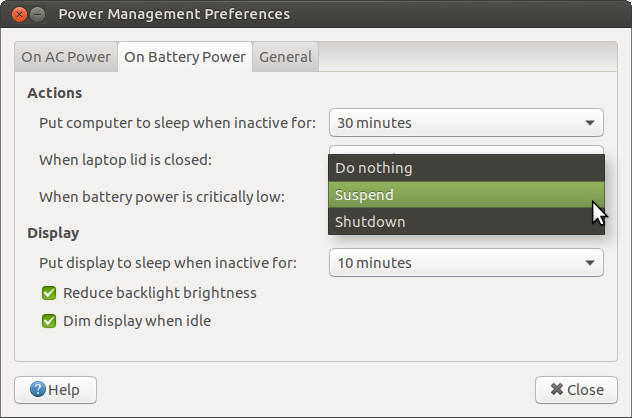 Power Management Preferences
On AC Power On Battery Power General
Actions
Put computer to sleep when inactive for: 30 minutes
When laptop lid is closed:
Do nothing
Suspend
When battery power is critically low:
Shutdown
Display
Put display to sleep when inactive for: 10 minutes
Reduce backlight brightness
Dim display when idle
Help Close